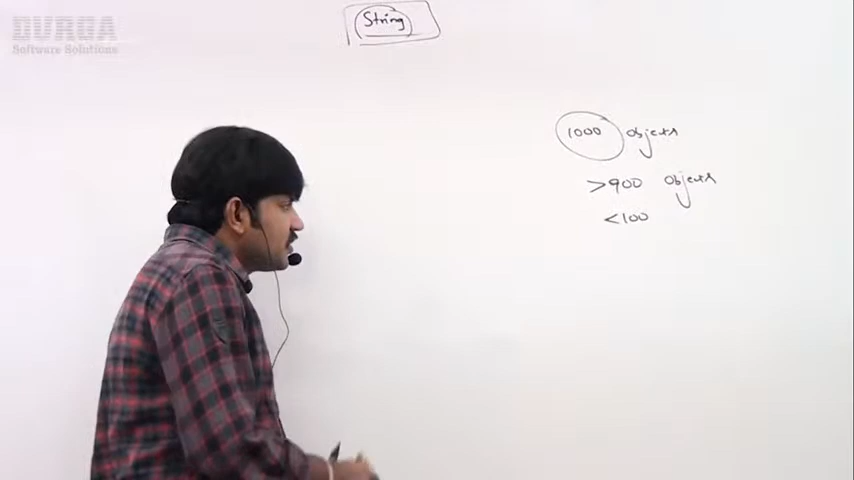 DURGA
Software Solutions
String
1000 objects
>900 objects
<100